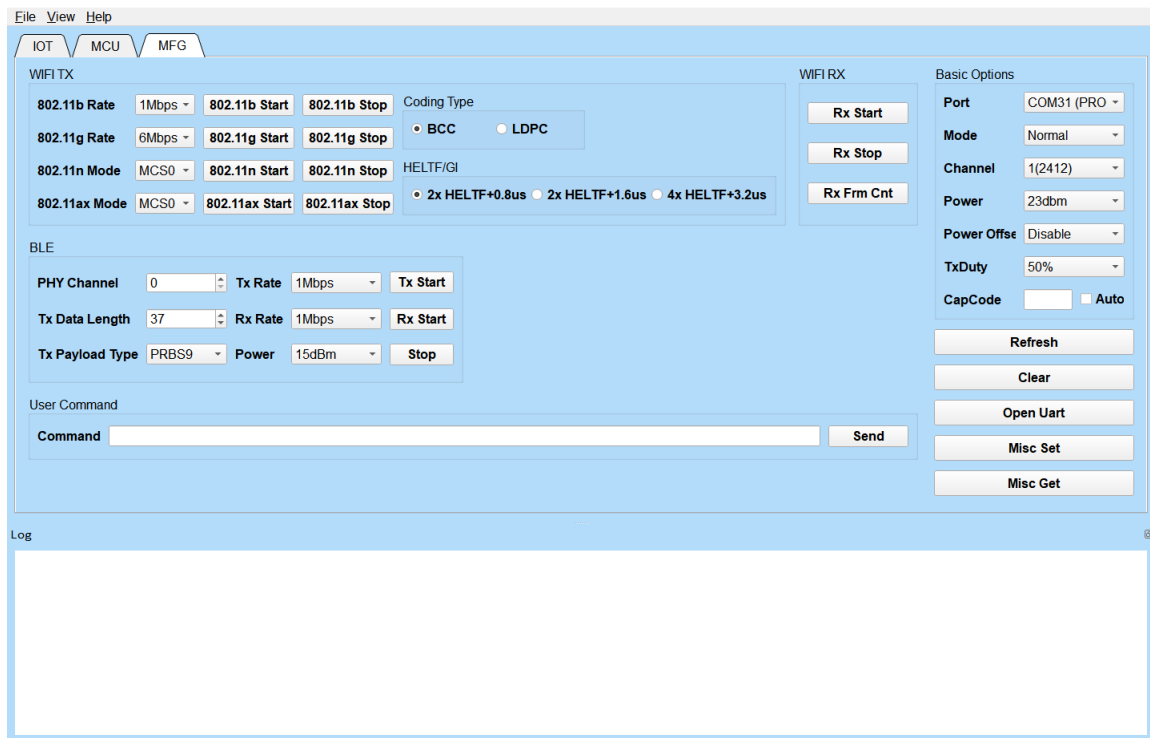 File View Help
IOT MCU MFG
WIFI TX
802.11b Rate 1Mbps 802.11b Start 802.11b Stop
802.11g Rate 6Mbps 802.11g Start 802.11g Stop
802.11n Mode MCS0 802.11n Start 802.11n Stop
802.11ax Mode MCS0 802.11ax Start 802.11ax Stop
Coding Type
BCC LDPC
HELTF/GI
2x HELTF+0.8us 2x HELTF+1.6us 4x HELTF+3.2us
WIFI RX
Rx Start
Rx Stop
Rx Frm Cnt
Basic Options
Port COM31 (PRO
Mode Normal
Channel 1(2412)
Power 23dbm
Power Offse Disable
TxDuty 50%
CapCode Auto
Refresh
Clear
Open Uart
Misc Set
Misc Get
BLE
PHY Channel 0 Tx Rate 1Mbps Tx Start
Tx Data Length 37 Rx Rate 1Mbps Rx Start
Tx Payload Type PRBS9 Power 15dBm Stop
User Command
Command Send
Log